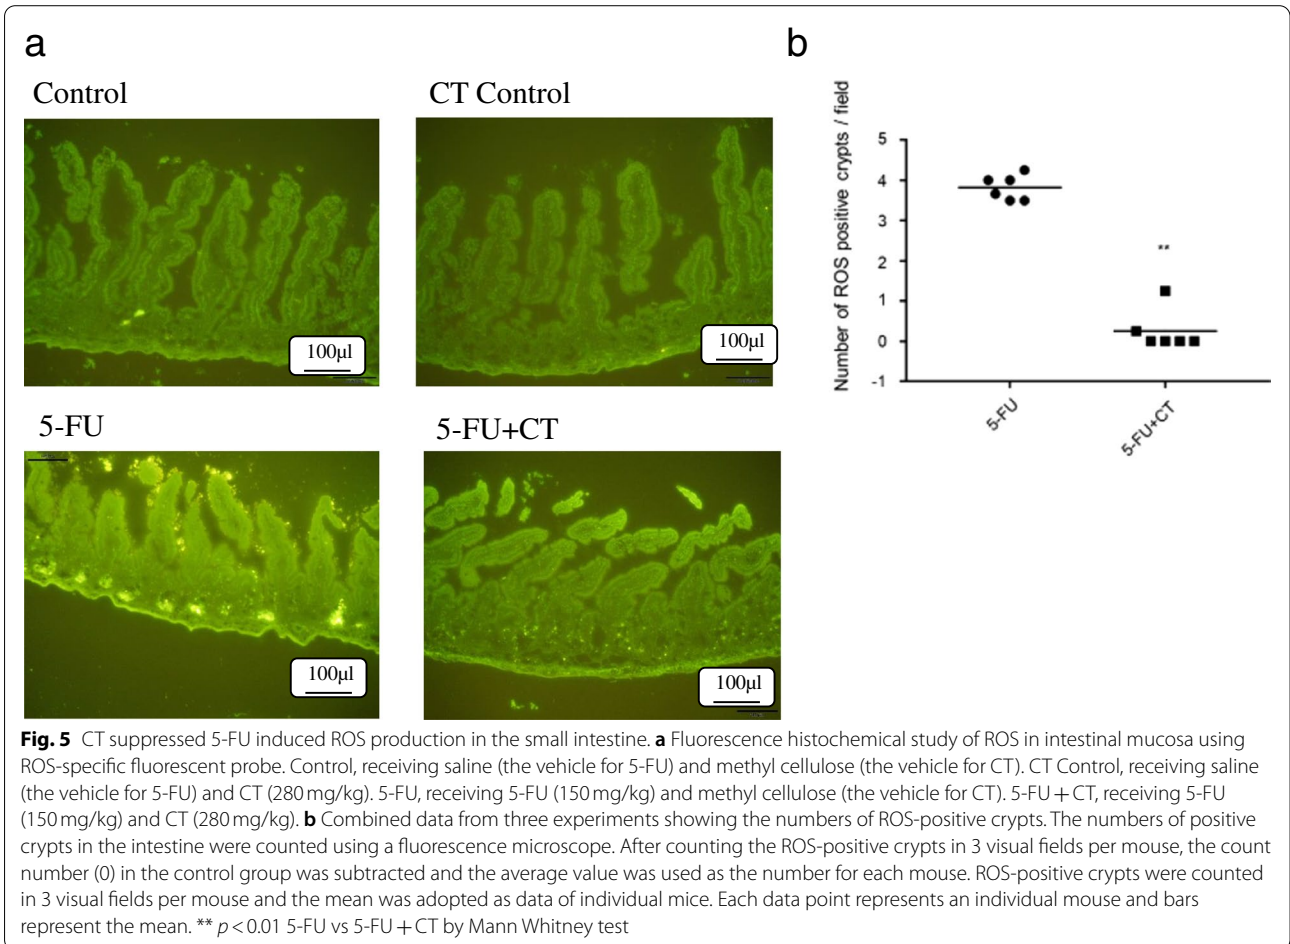 a
b
Control
CT Control
100µl
100µl
5-FU
5-FU+CT
100µl
100µl
Number of ROS positive crypts / field
5
4
3
2
1
0
-1
**
5-FU
5-FU+CT
Fig. 5 CT suppressed 5-FU induced ROS production in the small intestine. a Fluorescence histochemical study of ROS in intestinal mucosa using
ROS-specific fluorescent probe. Control, receiving saline (the vehicle for 5-FU) and methyl cellulose (the vehicle for CT). CT Control, receiving saline
(the vehicle for 5-FU) and CT (280 mg/kg). 5-FU, receiving 5-FU (150 mg/kg) and methyl cellulose (the vehicle for CT). 5-FU + CT, receiving 5-FU
(150 mg/kg) and CT (280 mg/kg). b Combined data from three experiments showing the numbers of ROS-positive crypts. The numbers of positive
crypts in the intestine were counted using a fluorescence microscope. After counting the ROS-positive crypts in 3 visual fields per mouse, the count
number (0) in the control group was subtracted and the average value was used as the number for each mouse. ROS-positive crypts were counted
in 3 visual fields per mouse and the mean was adopted as data of individual mice. Each data point represents an individual mouse and bars
represent the mean. ** p < 0.01 5-FU vs 5-FU + CT by Mann Whitney test